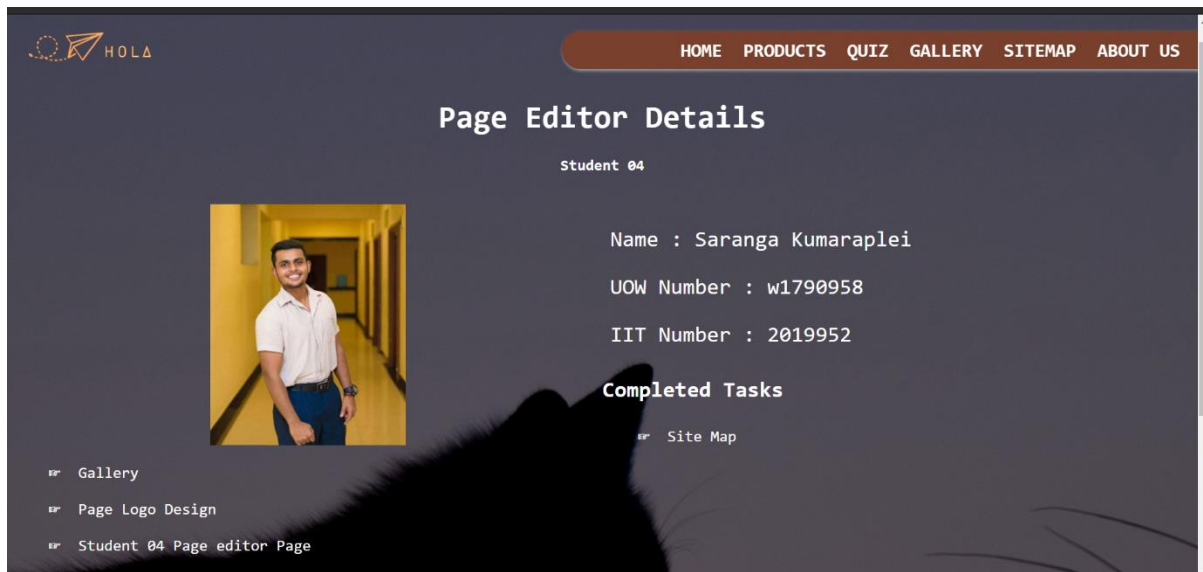 HOLA
HOME PRODUCTS QUIZ GALLERY SITEMAP ABOUT US
Page Editor Details
Student 04
Name : Saranga Kumaraplei
UOW Number : w1790958
IIT Number : 2019952
Completed Tasks
☞ Site Map
☞ Gallery
☞ Page Logo Design
☞ Student 04 Page editor Page